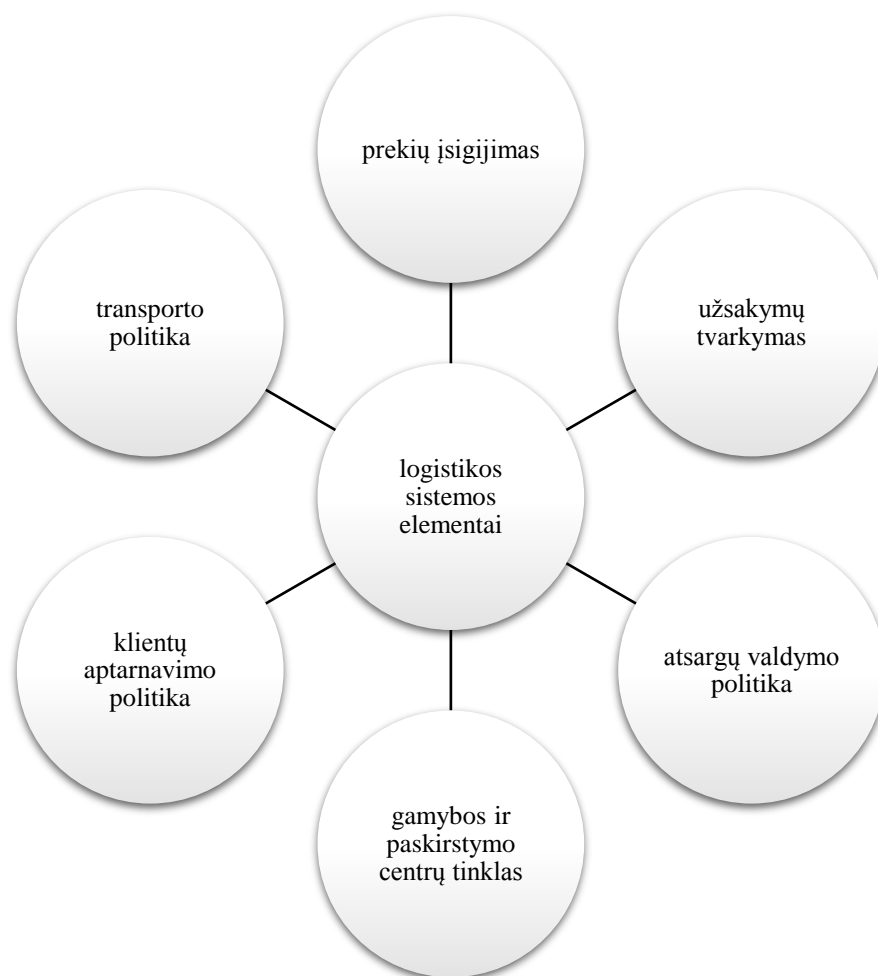 prekių įsigijimas
užsakymų
tvarkymas
atsargų valdymo
politika
gamybos ir
paskirstymo
centrų tinklas
klientų
aptarnavimo
politika
transporto
politika
logistikos
sistemos
elementai